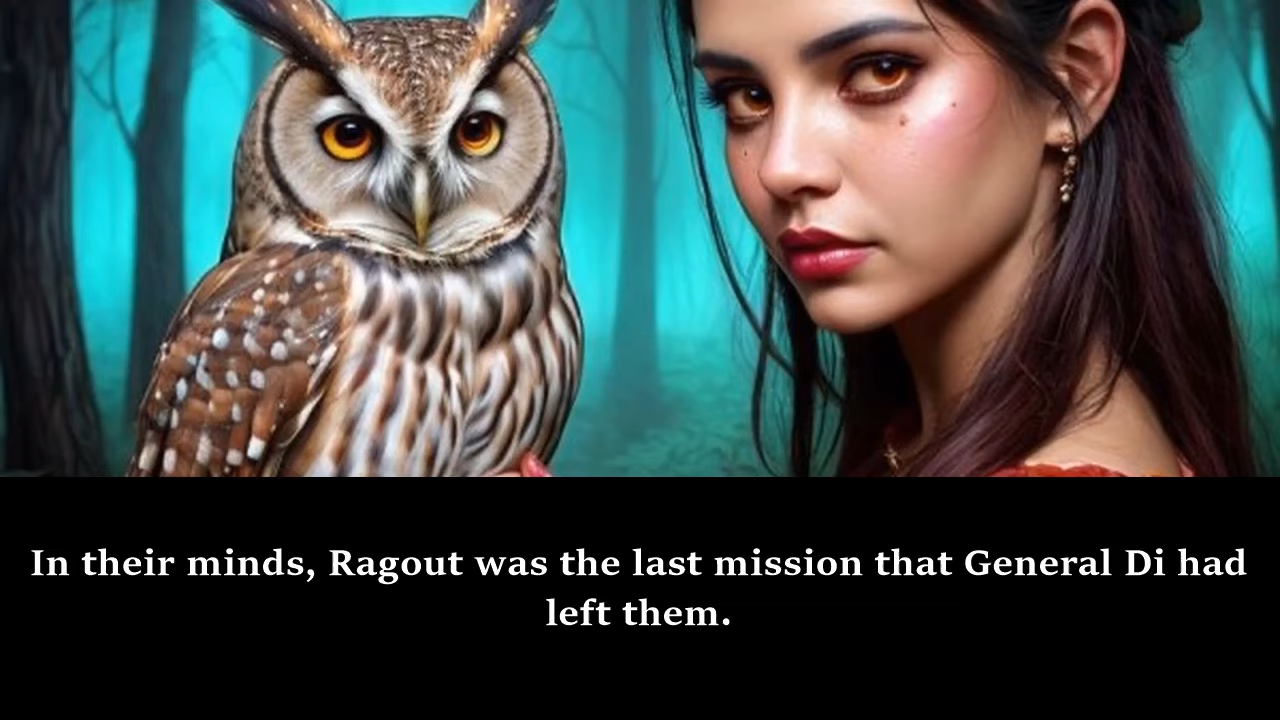 In their minds, Ragout was the last mission that General Di had
left them.